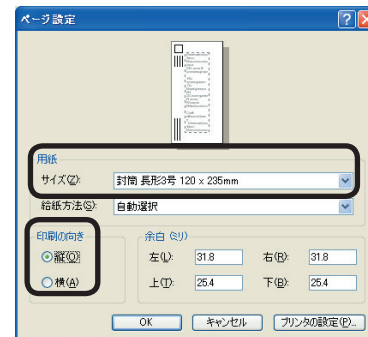 ページ設定
用紙
サイズ(Z): 封筒 長形3号 120 x 235mm
給紙方法(S): 自動選択
印刷の向き 余白 (ミリ)
縦(O) 左(L): 31.8 右(R): 31.8
横(A) 上(T): 25.4 下(B): 25.4
OK キャンセル プリンタの設定(P)...